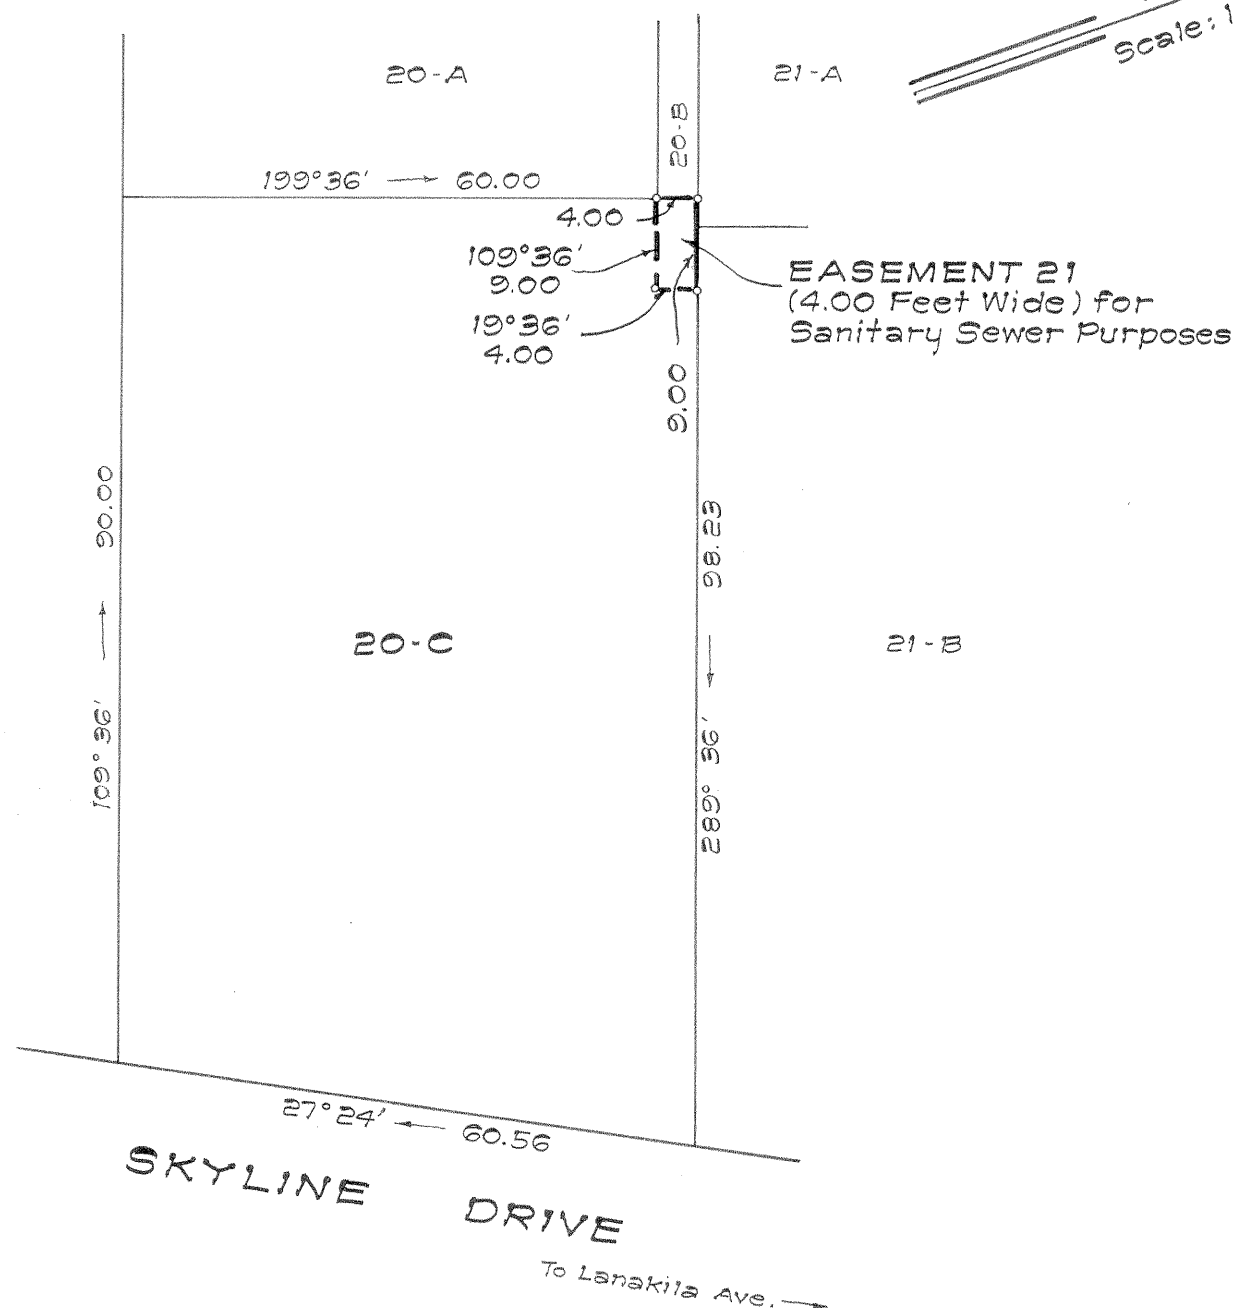 Scale: 1
20-A
21-A
20-B
199°36' → 60.00
4.00
109°36'
9.00
19°36'
4.00
EASEMENT 21
(4.00 Feet Wide) for
Sanitary Sewer Purposes
9.00
109° 36' → 90.00
98.23
289° 36'
20-C
21-B
27°24' ← 60.56
SKYLINE DRIVE
To Lanakila Ave. →